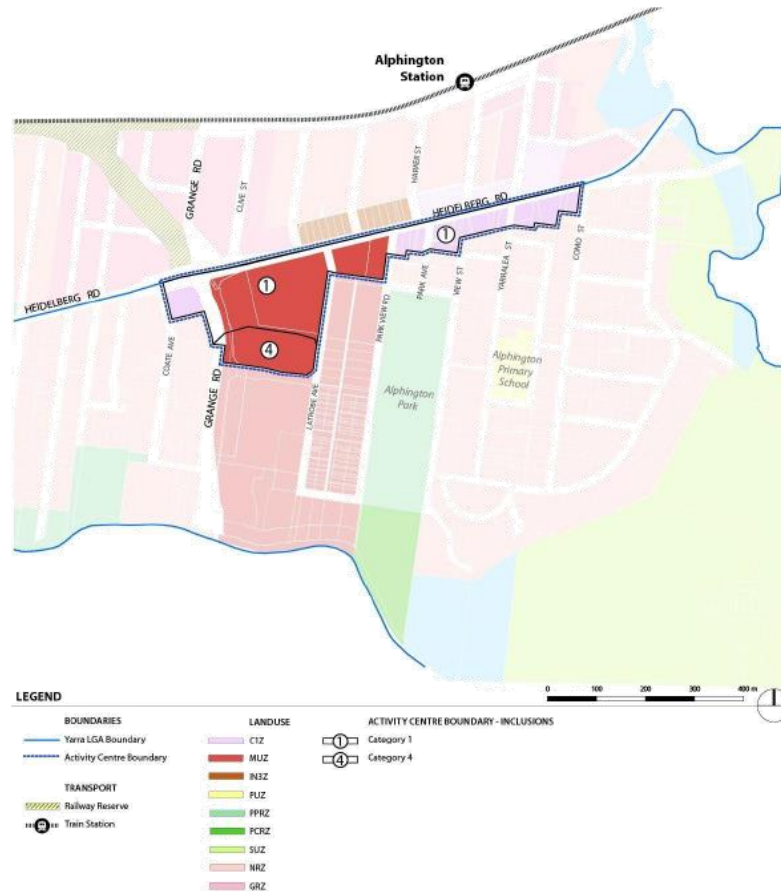 Alphington
Station
HARMER ST
GRANGE RD
CLIVE ST
HEIDELBERG RD
1
COMO ST
YARRALEA ST
VIEW ST
PARK AVE
1
HEIDELBERG RD
PARK VIEW RD
COATE AVE
4
Alphington
Primary
School
Alphington
Park
GRANGE RD
LATROBE AVE
LEGEND
0 100 200 300 400 m
BOUNDARIES
Yarra LGA Boundary
Activity Centre Boundary
TRANSPORT
Railway Reserve
Train Station
LANDUSE
C1Z
MUZ
IN3Z
PUZ
PPRZ
PCRZ
SUZ
NRZ
GRZ
ACTIVITY CENTRE BOUNDARY - INCLUSIONS
1 Category 1
4 Category 4